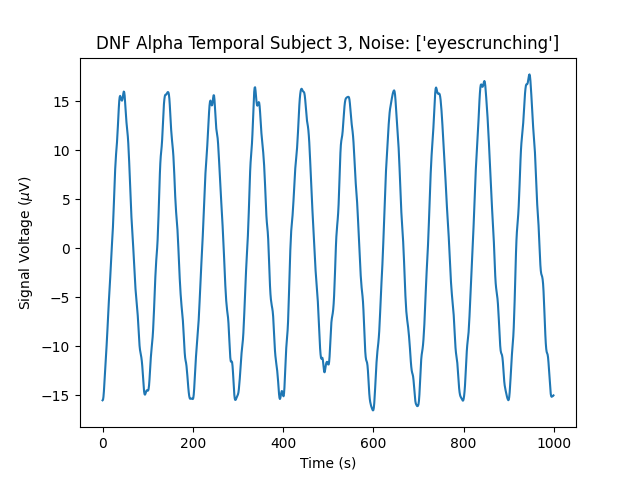 DNF Alpha Temporal Subject 3, Noise: ['eyescrunching']
Signal Voltage (μV)
15
10
5
0
−5
−10
−15
0 200 400 600 800 1000
Time (s)